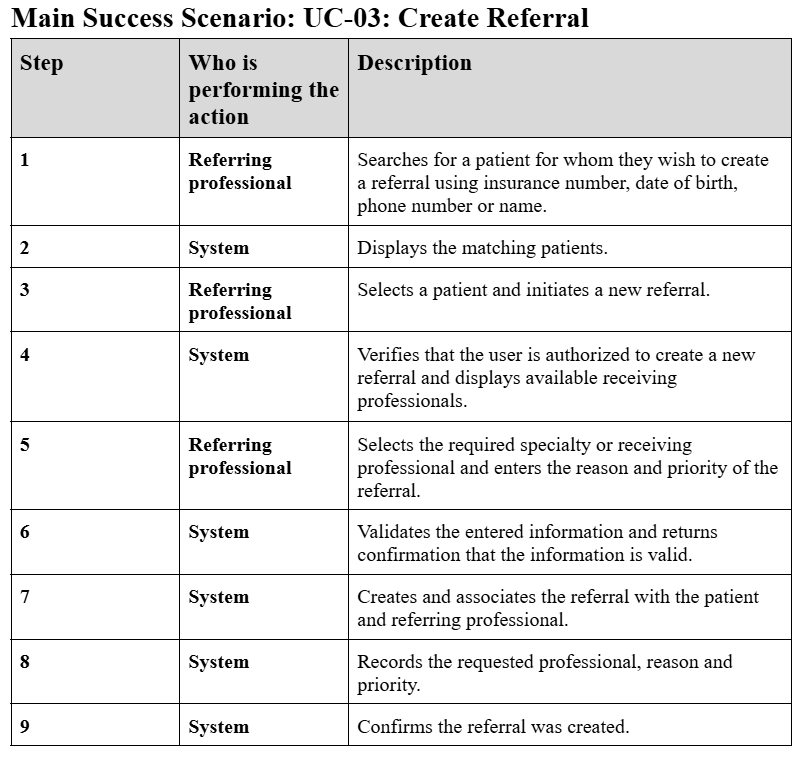 Main Success Scenario: UC-03: Create Referral
Step
Who is
performing the
action
Description
1
Referring
professional
Searches for a patient for whom they wish to create
a referral using insurance number, date of birth,
phone number or name.
2
System
Displays the matching patients.
3
Referring
professional
Selects a patient and initiates a new referral.
4
System
Verifies that the user is authorized to create a new
referral and displays available receiving
professionals.
5
Referring
professional
Selects the required specialty or receiving
professional and enters the reason and priority of the
referral.
6
System
Validates the entered information and returns
confirmation that the information is valid.
7
System
Creates and associates the referral with the patient
and referring professional.
8
System
Records the requested professional, reason and
priority.
9
System
Confirms the referral was created.